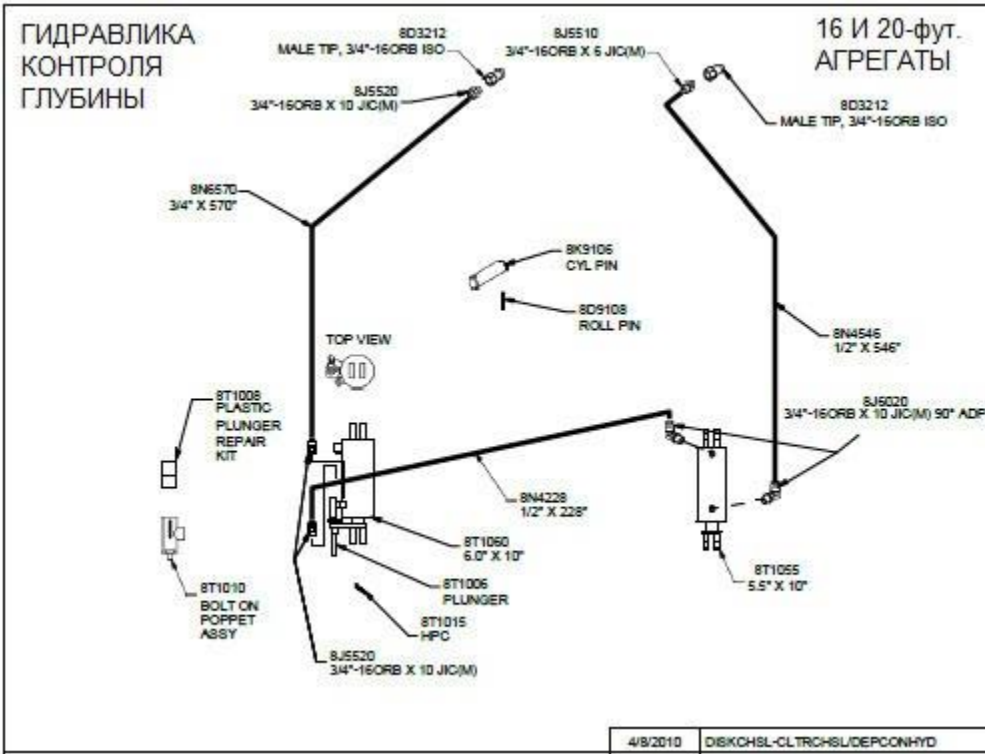 ГИДРАВЛИКА
КОНТРОЛЯ
ГЛУБИНЫ
16 И 20-фут.
АГРЕГАТЫ
8D3212
MALE TIP, 3/4"-16ORB ISO
8J5510
3/4"-16ORB X 6 JIC(M)
8J5520
3/4"-16ORB X 10 JIC(M)
8D3212
MALE TIP, 3/4"-16ORB ISO
8N6570
3/4" X 570"
8K9106
CYL PIN
8D9108
ROLL PIN
8N4546
1/2" X 546"
TOP VIEW
8T1008
PLASTIC
PLUNGER
REPAIR
KIT
8J6020
3/4"-16ORB X 10 JIC(M) 90° ADP
8N4228
1/2" X 228"
8T1060
6.0" X 10"
8T1055
5.5" X 10"
8T1010
BOLT ON
POPPET
ASSY
8T1006
PLUNGER
8T1015
HPC
8J5520
3/4"-16ORB X 10 JIC(M)
4/8/2010 DISKCHSL-CLTRCHSL/DEPCONHYD